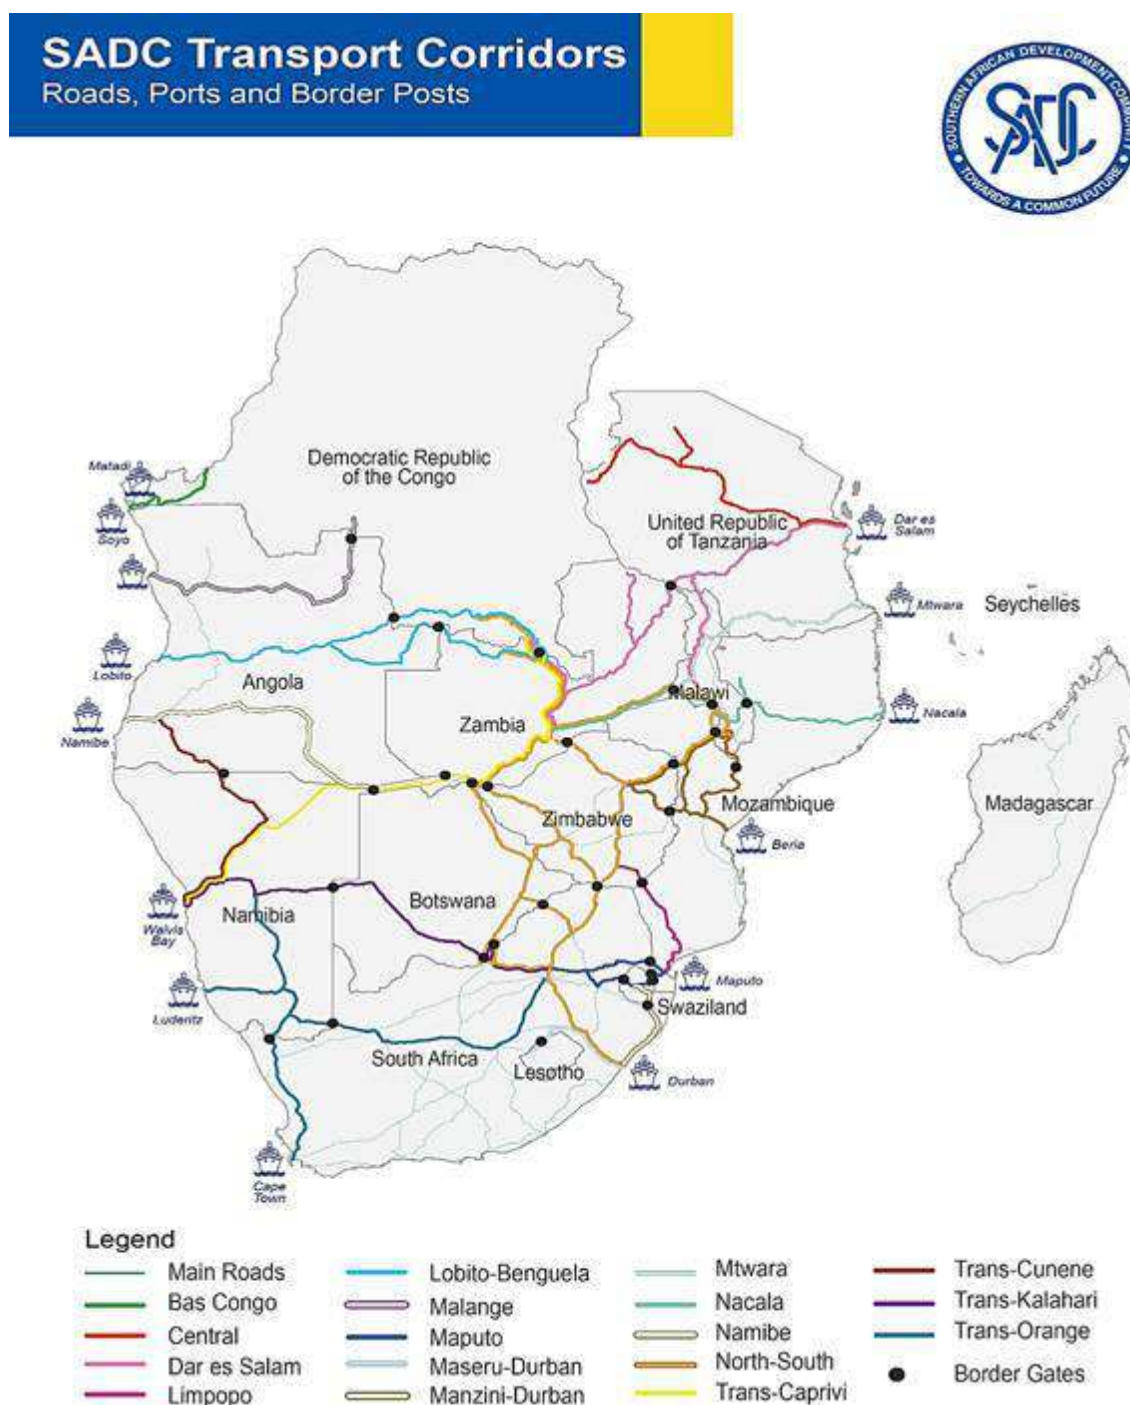 SADC Transport Corridors
Roads, Ports and Border Posts
SOUTHERN AFRICAN DEVELOPMENT COMMUNITY
SADC
TOWARDS A COMMON FUTURE
Democratic Republic
of the Congo
Matadi
Soyo
United Republic
of Tanzania
Dar es
Salam
Mtwara
Seychelles
Lobito
Angola
Malawi
Nacala
Namibe
Zambia
Zimbabwe
Mozambique
Madagascar
Beria
Walvis
Bay
Namibia
Botswana
Maputo
Luderitz
Swaziland
South Africa
Lesotho
Durban
Cape
Town
Legend
Main Roads
Bas Congo
Central
Dar es Salam
Limpopo
Lobito-Benguela
Malange
Maputo
Maseru-Durban
Manzini-Durban
Mtwara
Nacala
Namibe
North-South
Trans-Caprivi
Trans-Cunene
Trans-Kalahari
Trans-Orange
Border Gates